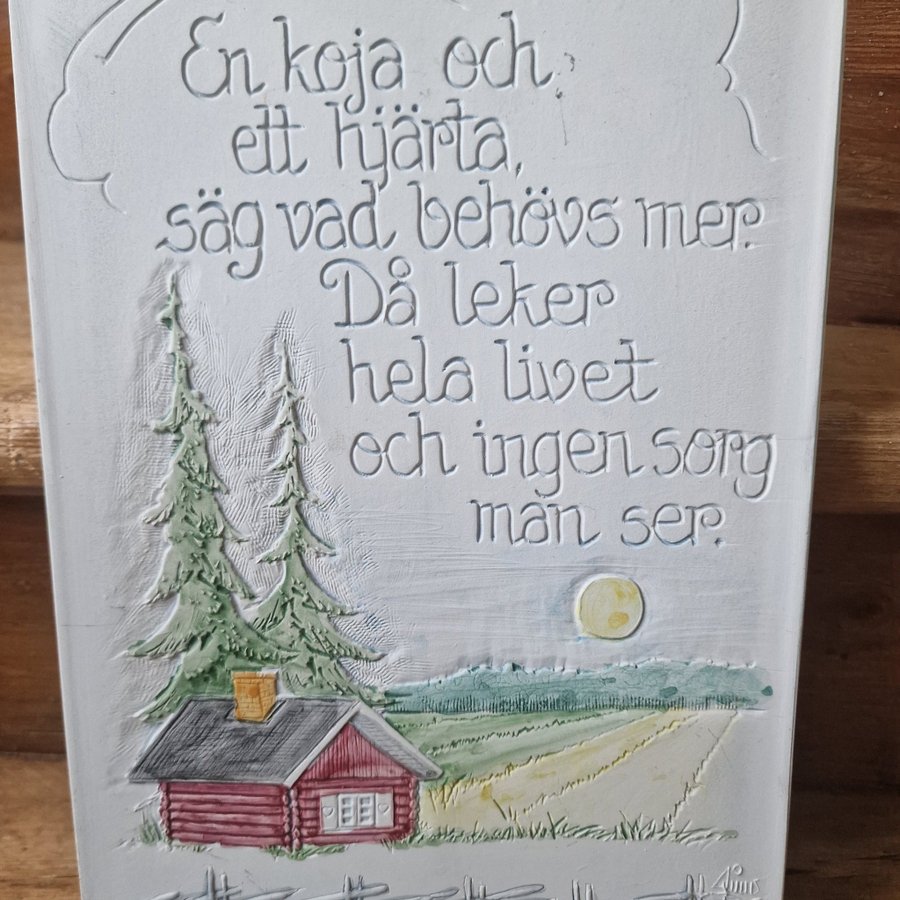 En koja och
ett hjärta,
säg vad behövs mer.
Då leker
hela livet
och ingen sorg
man ser.